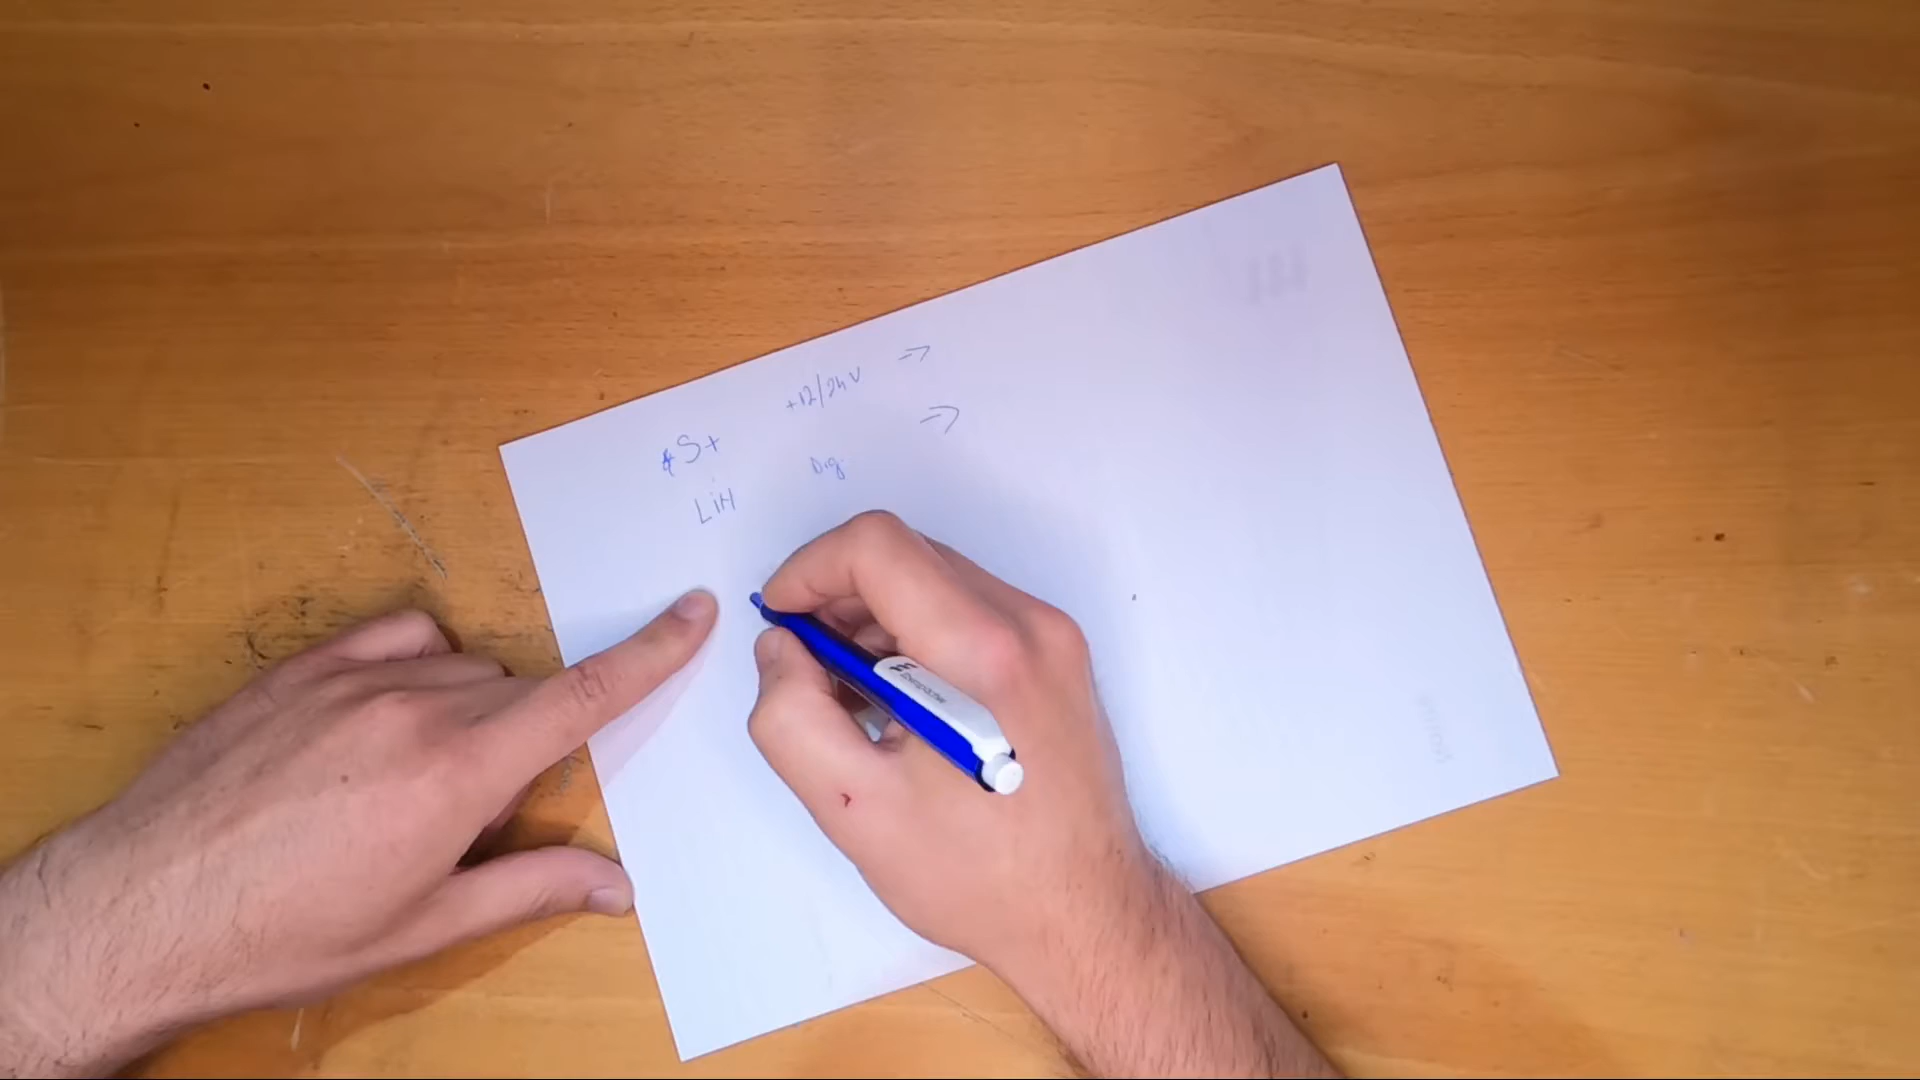 +12/24V =>
S+ =>
LiH Dig.